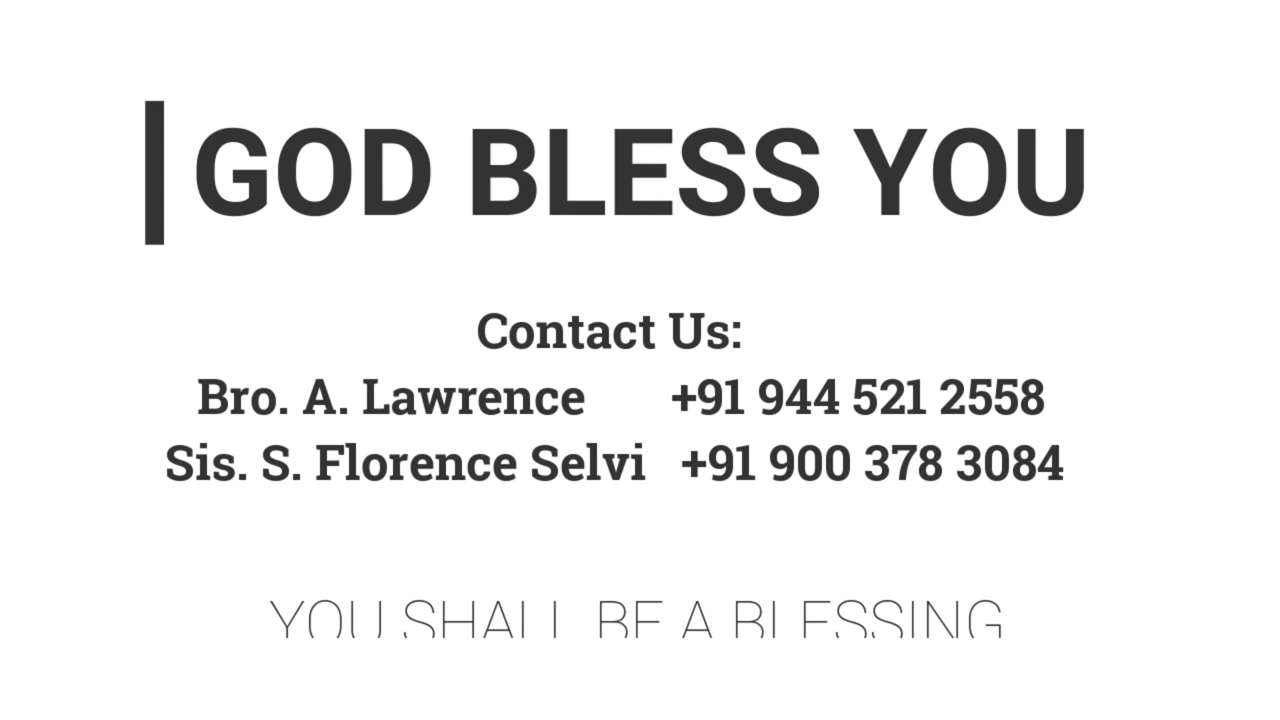 GOD BLESS YOU
Contact Us:
Bro. A. Lawrence +91 944 521 2558
Sis. S. Florence Selvi +91 900 378 3084
YOU SHALL BE A BLESSING